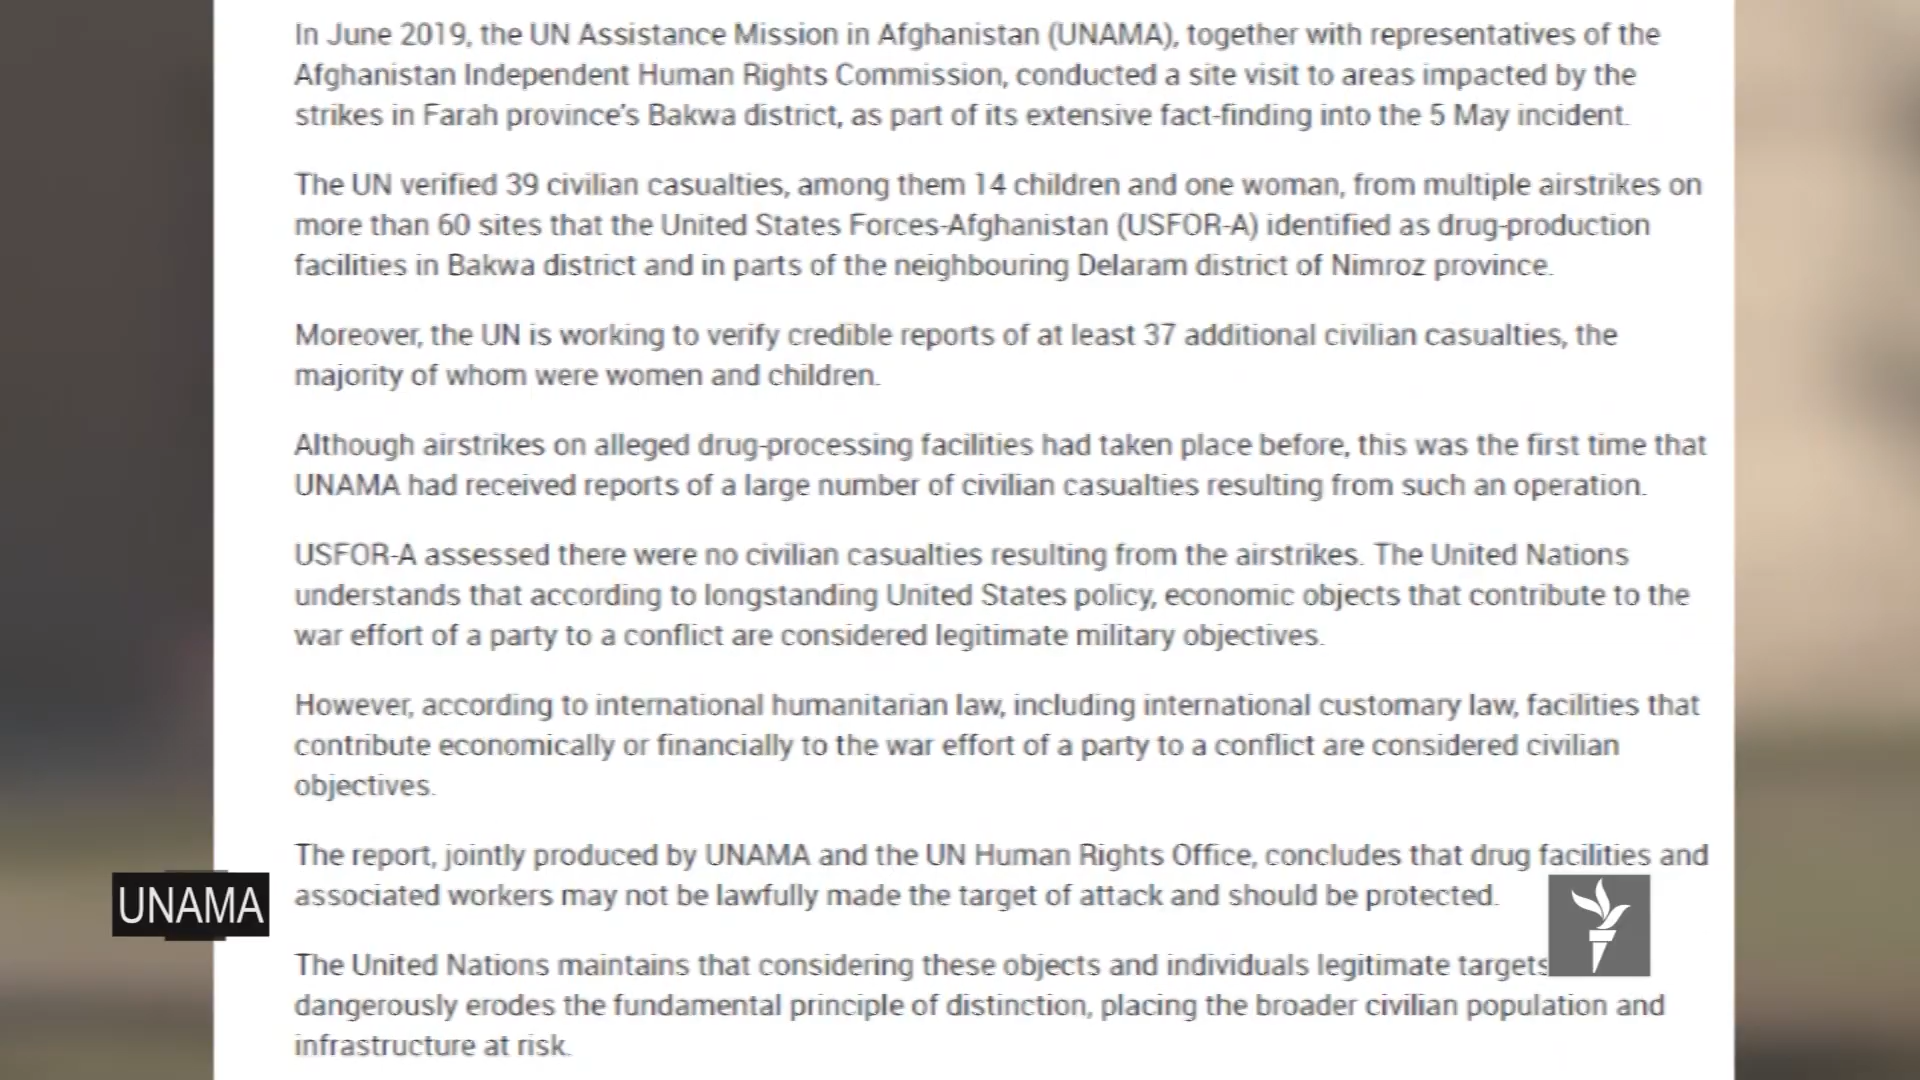 In June 2019, the UN Assistance Mission in Afghanistan (UNAMA), together with representatives of the
Afghanistan Independent Human Rights Commission, conducted a site visit to areas impacted by the
strikes in Farah province's Bakwa district, as part of its extensive fact-finding into the 5 May incident.
The UN verified 39 civilian casualties, among them 14 children and one woman, from multiple airstrikes on
more than 60 sites that the United States Forces-Afghanistan (USFOR-A) identified as drug-production
facilities in Bakwa district and in parts of the neighbouring Delaram district of Nimroz province.
Moreover, the UN is working to verify credible reports of at least 37 additional civilian casualties, the
majority of whom were women and children.
Although airstrikes on alleged drug-processing facilities had taken place before, this was the first time that
UNAMA had received reports of a large number of civilian casualties resulting from such an operation.
USFOR-A assessed there were no civilian casualties resulting from the airstrikes. The United Nations
understands that according to longstanding United States policy, economic objects that contribute to the
war effort of a party to a conflict are considered legitimate military objectives.
However, according to international humanitarian law, including international customary law, facilities that
contribute economically or financially to the war effort of a party to a conflict are considered civilian
objectives.
The report, jointly produced by UNAMA and the UN Human Rights Office, concludes that drug facilities and
associated workers may not be lawfully made the target of attack and should be protected.
The United Nations maintains that considering these objects and individuals legitimate targets
dangerously erodes the fundamental principle of distinction, placing the broader civilian population and
infrastructure at risk.
UNAMA